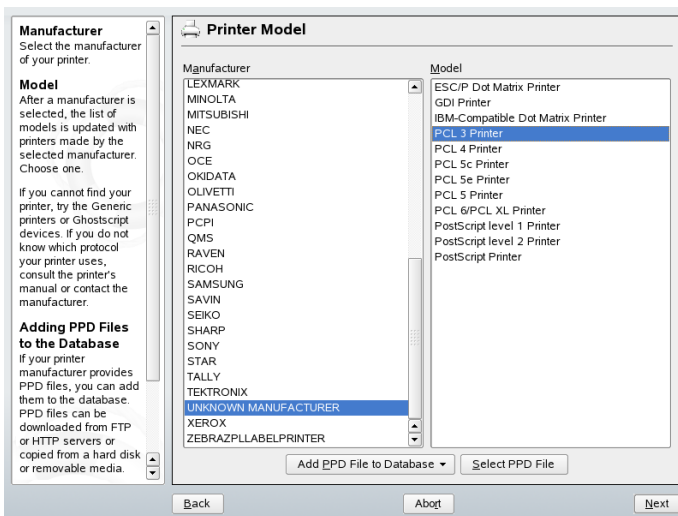 Manufacturer
Select the manufacturer
of your printer.
Model
After a manufacturer is
selected, the list of
models is updated with
printers made by the
selected manufacturer.
Choose one.
If you cannot find your
printer, try the Generic
printers or Ghostscript
devices. If you do not
know which protocol
your printer uses,
consult the printer's
manual or contact the
manufacturer.
Adding PPD Files
to the Database
If your printer
manufacturer provides
PPD files, you can add
them to the database.
PPD files can be
downloaded from FTP
or HTTP servers or
copied from a hard disk
or removable media.
Printer Model
Manufacturer
LEXMARK
MINOLTA
MITSUBISHI
NEC
NRG
OCE
OKIDATA
OLIVETTI
PANASONIC
PCPI
QMS
RAVEN
RICOH
SAMSUNG
SAVIN
SEIKO
SHARP
SONY
STAR
TALLY
TEKTRONIX
UNKNOWN MANUFACTURER
XEROX
ZEBRAZPLLABELPRINTER
Model
ESC/P Dot Matrix Printer
GDI Printer
IBM-Compatible Dot Matrix Printer
PCL 3 Printer
PCL 4 Printer
PCL 5c Printer
PCL 5e Printer
PCL 5 Printer
PCL 6/PCL XL Printer
PostScript level 1 Printer
PostScript level 2 Printer
PostScript Printer
Add PPD File to Database
Select PPD File
Back
Abort
Next